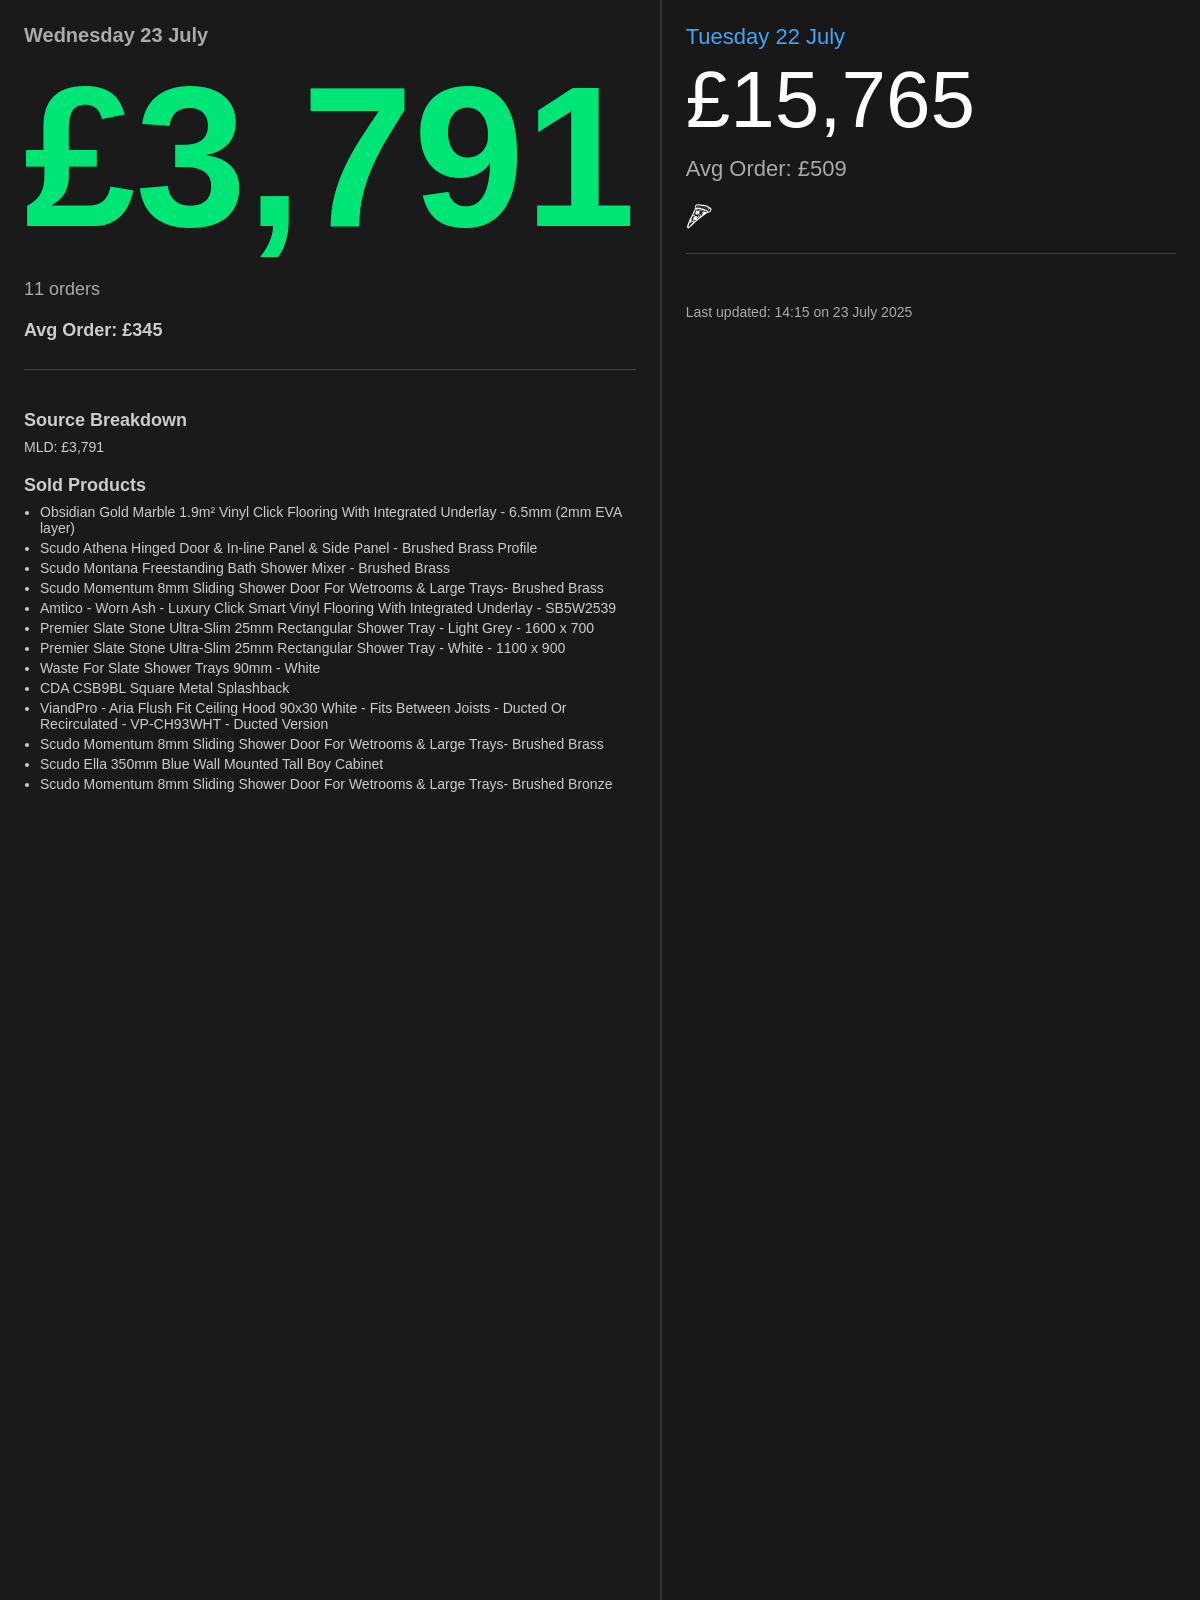 Wednesday 23 July
£3,791
11 orders
Avg Order: £345
Source Breakdown
MLD: £3,791
Sold Products
• Obsidian Gold Marble 1.9m² Vinyl Click Flooring With Integrated Underlay - 6.5mm (2mm EVA
layer)
• Scudo Athena Hinged Door & In-line Panel & Side Panel - Brushed Brass Profile
• Scudo Montana Freestanding Bath Shower Mixer - Brushed Brass
• Scudo Momentum 8mm Sliding Shower Door For Wetrooms & Large Trays- Brushed Brass
• Amtico - Worn Ash - Luxury Click Smart Vinyl Flooring With Integrated Underlay - SB5W2539
• Premier Slate Stone Ultra-Slim 25mm Rectangular Shower Tray - Light Grey - 1600 x 700
• Premier Slate Stone Ultra-Slim 25mm Rectangular Shower Tray - White - 1100 x 900
• Waste For Slate Shower Trays 90mm - White
• CDA CSB9BL Square Metal Splashback
• ViandPro - Aria Flush Fit Ceiling Hood 90x30 White - Fits Between Joists - Ducted Or
Recirculated - VP-CH93WHT - Ducted Version
• Scudo Momentum 8mm Sliding Shower Door For Wetrooms & Large Trays- Brushed Brass
• Scudo Ella 350mm Blue Wall Mounted Tall Boy Cabinet
• Scudo Momentum 8mm Sliding Shower Door For Wetrooms & Large Trays- Brushed Bronze
Tuesday 22 July
£15,765
Avg Order: £509
🍕
Last updated: 14:15 on 23 July 2025